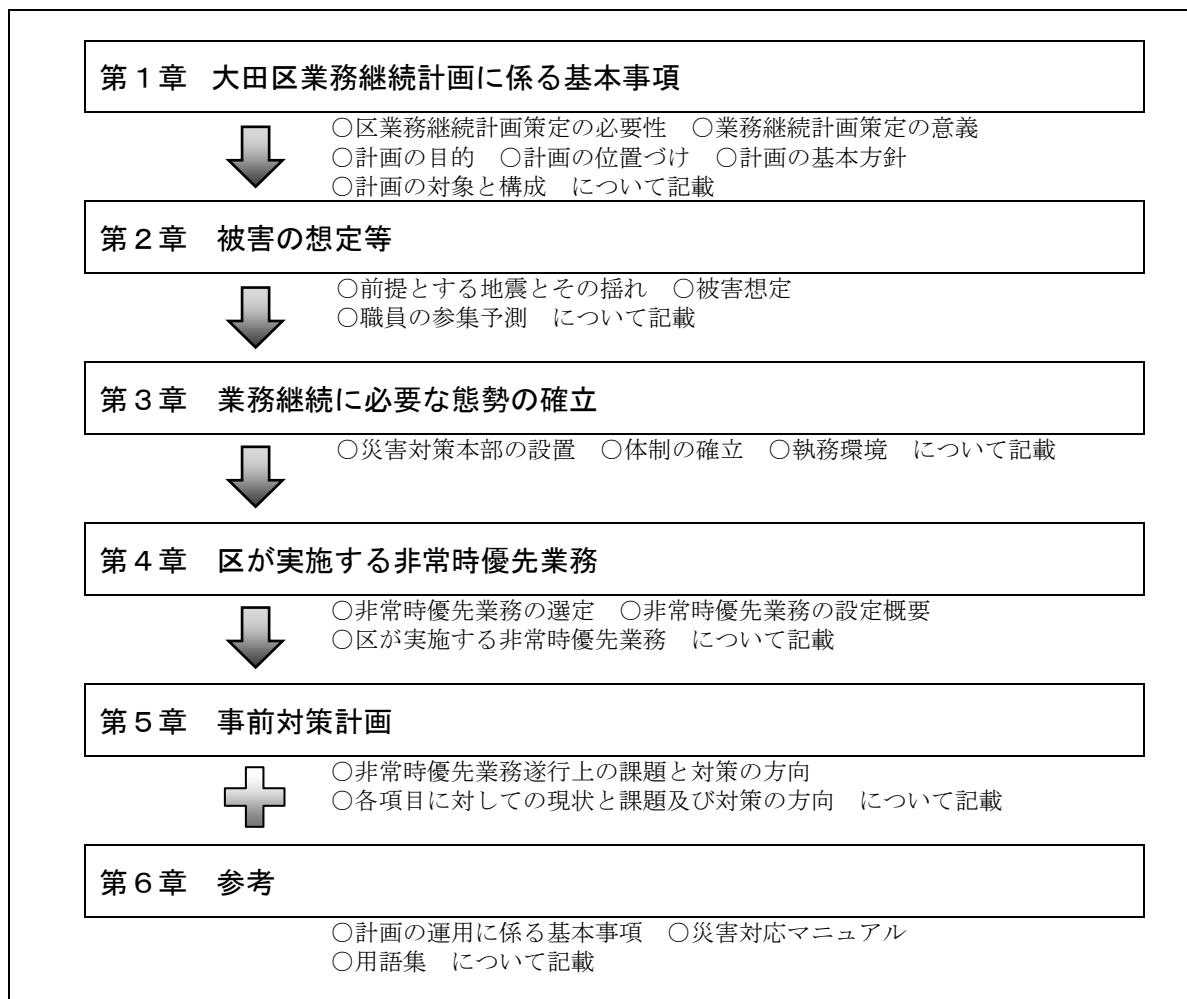 第１章　大田区業務継続計画に係る基本事項
○区業務継続計画策定の必要性　○業務継続計画策定の意義
○計画の目的　○計画の位置づけ　○計画の基本方針
○計画の対象と構成　について記載
第２章　被害の想定等
○前提とする地震とその揺れ　○被害想定
○職員の参集予測　について記載
第３章　業務継続に必要な態勢の確立
○災害対策本部の設置　○体制の確立　○執務環境　について記載
第４章　区が実施する非常時優先業務
○非常時優先業務の選定　○非常時優先業務の設定概要
○区が実施する非常時優先業務　について記載
第５章　事前対策計画
○非常時優先業務遂行上の課題と対策の方向
○各項目に対しての現状と課題及び対策の方向　について記載
第６章　参考
○計画の運用に係る基本事項　○災害対応マニュアル
○用語集　について記載